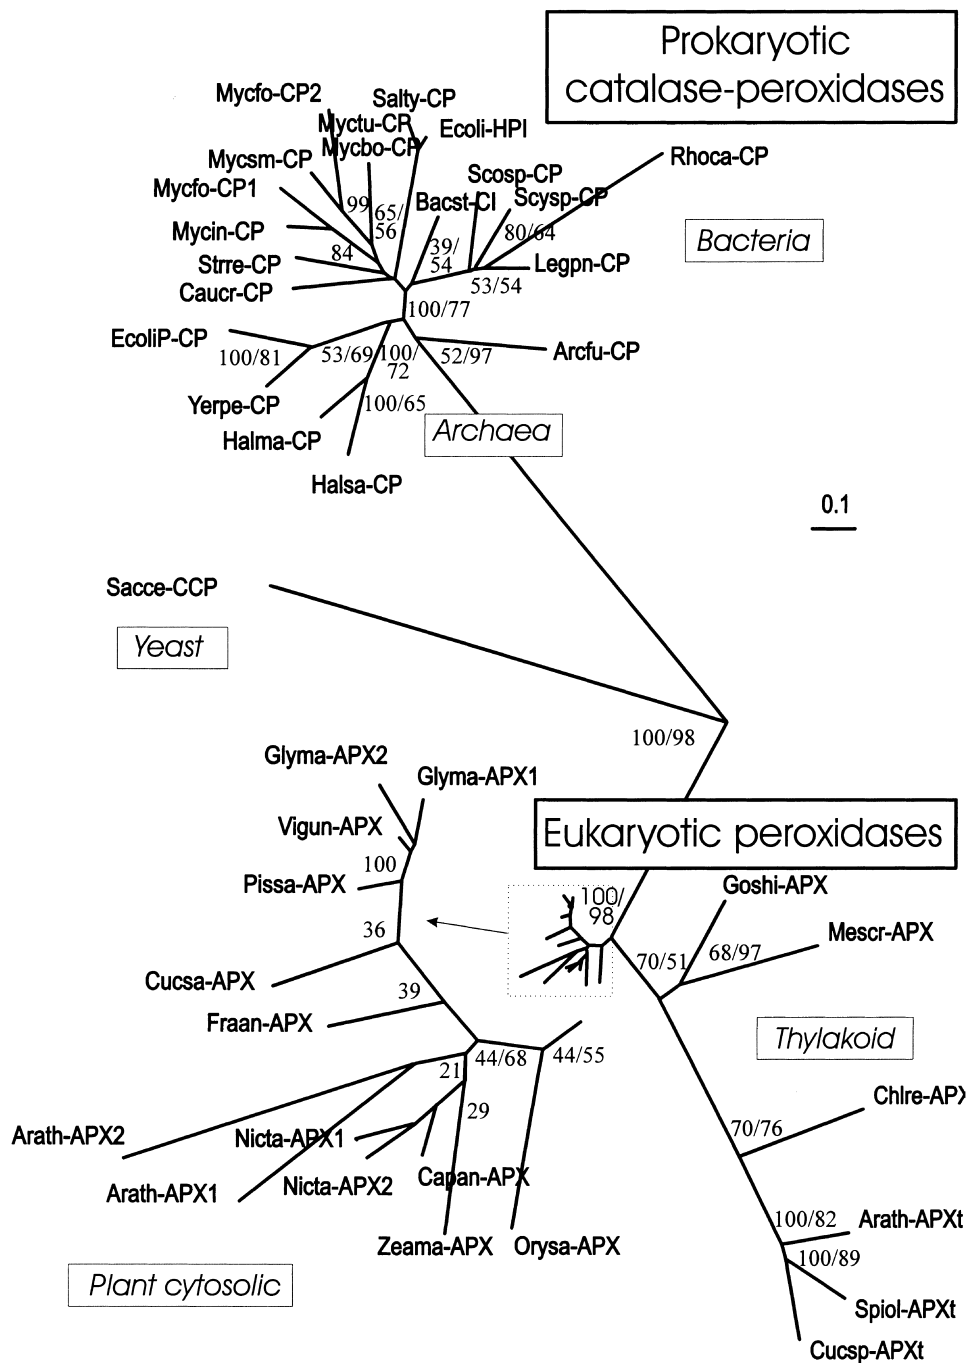 Prokaryotic
catalase-peroxidases
Mycfo-CP2
Salty-CP
Myctu-CP
Ecoli-HPI
Mycbo-CP
Rhoca-CP
Mycsm-CP
Scosp-CP
Mycfo-CP1
Bacst-CI
Scysp-CP
99
65/
56
Mycin-CP
80/64
Bacteria
84
39/
54
Strre-CP
Legpn-CP
Caucr-CP
53/54
100/77
EcoliP-CP
100/81
53/69
100/
72
52/97
Arcfu-CP
Yerpe-CP
100/65
Halma-CP
Archaea
Halsa-CP
0.1
Sacce-CCP
Yeast
100/98
Glyma-APX2
Glyma-APX1
Vigun-APX
Eukaryotic peroxidases
100
Pissa-APX
100/
98
Goshi-APX
36
Mescr-APX
68/97
70/51
Cucsa-APX
39
Fraan-APX
Thylakoid
44/68
44/55
21
29
Chlre-APX
Arath-APX2
Nicta-APX1
70/76
Arath-APX1
Nicta-APX2
Capan-APX
100/82
Arath-APXt
Zeama-APX
Orysa-APX
100/89
Plant cytosolic
Spiol-APXt
Cucsp-APXt